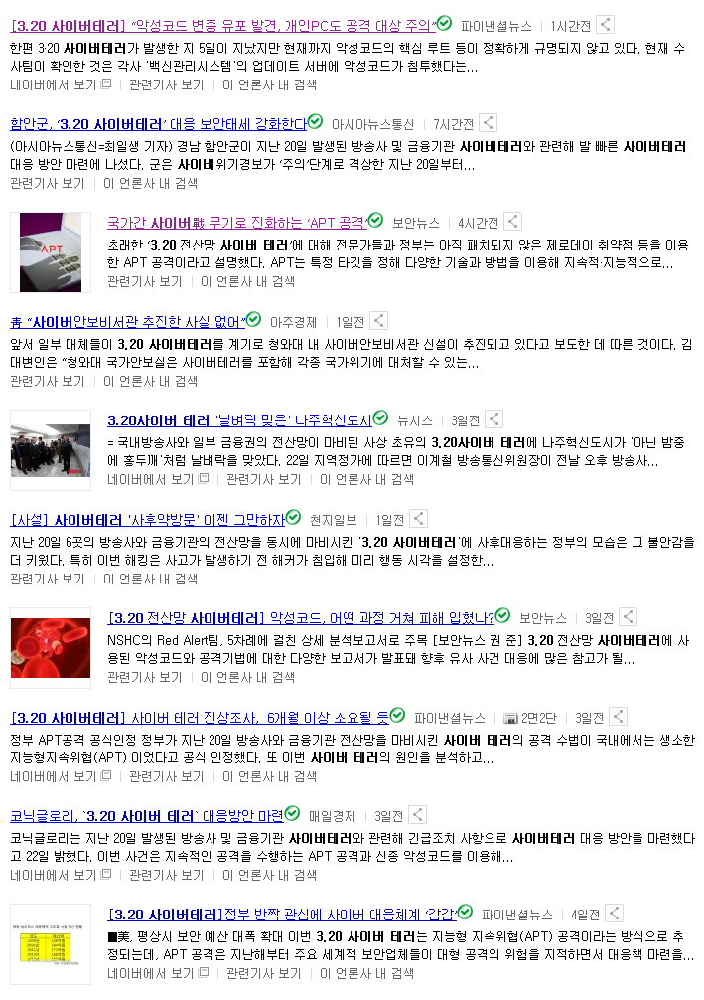 [3.20 사이버테러] “악성코드 변종 유포 발견, 개인PC도 공격 대상 주의” 파이낸셜뉴스 | 1시간전
한편 3·20 사이버테러가 발생한 지 5일이 지났지만 현재까지 악성코드의 핵심 루트 등이 정확하게 규명되지 않고 있다. 현재 수
사팀이 확인한 것은 각사 '백신관리시스템'의 업데이트 서버에 악성코드가 침투했다는...
네이버에서 보기 | 관련기사 보기 | 이 언론사 내 검색
함안군, ‘3.20 사이버테러’ 대응 보안태세 강화한다 아시아뉴스통신 | 7시간전
(아시아뉴스통신=최일생 기자) 경남 함안군이 지난 20일 발생된 방송사 및 금융기관 사이버테러와 관련해 발 빠른 사이버테러
대응 방안 마련에 나섰다. 군은 사이버위기경보가 ‘주의’단계로 격상한 지난 20일부터...
관련기사 보기 | 이 언론사 내 검색
APT
국가간 사이버戰 무기로 진화하는 ‘APT 공격’ 보안뉴스 | 4시간전
초래한 ‘3.20 전산망 사이버 테러’에 대해 전문가들과 정부는 아직 패치되지 않은 제로데이 취약점 등을 이용
한 APT 공격이라고 설명했다. APT는 특정 타깃을 정해 다양한 기술과 방법을 이용해 지속적·지능적으로...
관련기사 보기 | 이 언론사 내 검색
靑 “사이버안보비서관 추진한 사실 없어” 아주경제 | 1일전
앞서 일부 매체들이 3.20 사이버테러를 계기로 청와대 내 사이버안보비서관 신설이 추진되고 있다고 보도한 데 따른 것이다. 김
대변인은 “청와대 국가안보실은 사이버테러를 포함해 각종 국가위기에 대처할 수 있는...
관련기사 보기 | 이 언론사 내 검색
3.20사이버 테러 '날벼락 맞은' 나주혁신도시 뉴시스 | 3일전
= 국내방송사와 일부 금융권의 전산망이 마비된 사상 초유의 3.20사이버 테러에 나주혁신도시가 '아닌 밤중
에 홍두깨'처럼 날벼락을 맞았다. 22일 지역정가에 따르면 이계철 방송통신위원장이 전날 오후 방송사...
네이버에서 보기 | 관련기사 보기 | 이 언론사 내 검색
[사설] 사이버테러 '사후약방문' 이젠 그만하자 천지일보 | 1일전
지난 20일 6곳의 방송사와 금융기관의 전산망을 동시에 마비시킨 '3.20 사이버테러'에 사후대응하는 정부의 모습은 그 불안감을
더 키웠다. 특히 이번 해킹은 사고가 발생하기 전 해커가 침입해 미리 행동 시각을 설정한...
관련기사 보기 | 이 언론사 내 검색
[3.20 전산망 사이버테러] 악성코드, 어떤 과정 거쳐 피해 입혔나? 보안뉴스 | 3일전
NSHC의 Red Alert팀, 5차례에 걸친 상세 분석보고서로 주목 [보안뉴스 권 준] 3.20 전산망 사이버테러에 사
용된 악성코드와 공격기법에 대한 다양한 보고서가 발표돼 향후 유사 사건 대응에 많은 참고가 될...
관련기사 보기 | 이 언론사 내 검색
[3.20 사이버테러] 사이버 테러 진상조사, 6개월 이상 소요될 듯 파이낸셜뉴스 | 2면2단 | 3일전
정부 APT공격 공식인정 정부가 지난 20일 방송사와 금융기관 전산망을 마비시킨 사이버 테러의 공격 수법이 국내에서는 생소한
지능형지속위협(APT) 이었다고 공식 인정했다. 또 이번 사이버 테러의 원인을 분석하고...
네이버에서 보기 | 관련기사 보기 | 이 언론사 내 검색
코닉글로리, `3.20 사이버 테러` 대응방안 마련 매일경제 | 3일전
코닉글로리는 지난 20일 발생된 방송사 및 금융기관 사이버테러와 관련해 긴급조치 사항으로 사이버테러 대응 방안을 마련했다
고 22일 밝혔다. 이번 사건은 지속적인 공격을 수행하는 APT 공격과 신종 악성코드를 이용해...
네이버에서 보기 | 관련기사 보기 | 이 언론사 내 검색
[3.20 사이버테러]정부 반짝 관심에 사이버 대응체계 ‘감감’ 파이낸셜뉴스 | 4일전
■美, 평상시 보안 예산 대폭 확대 이번 3.20 사이버 테러는 지능형 지속위협(APT) 공격이라는 방식으로 추
정되는데, APT 공격은 지난해부터 주요 세계적 보안업체들이 대형 공격의 위험을 지적하면서 대응책 마련을...
네이버에서 보기 | 관련기사 보기 | 이 언론사 내 검색